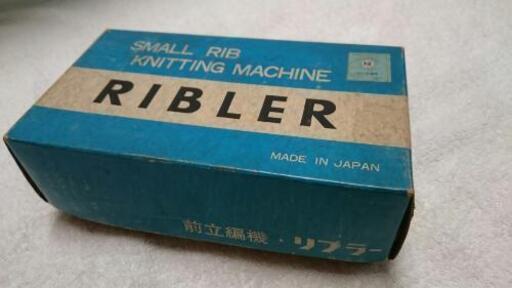 SMALL RIB
KNITTING MACHINE
RIBLER
MADE IN JAPAN
前立編機・リブラー